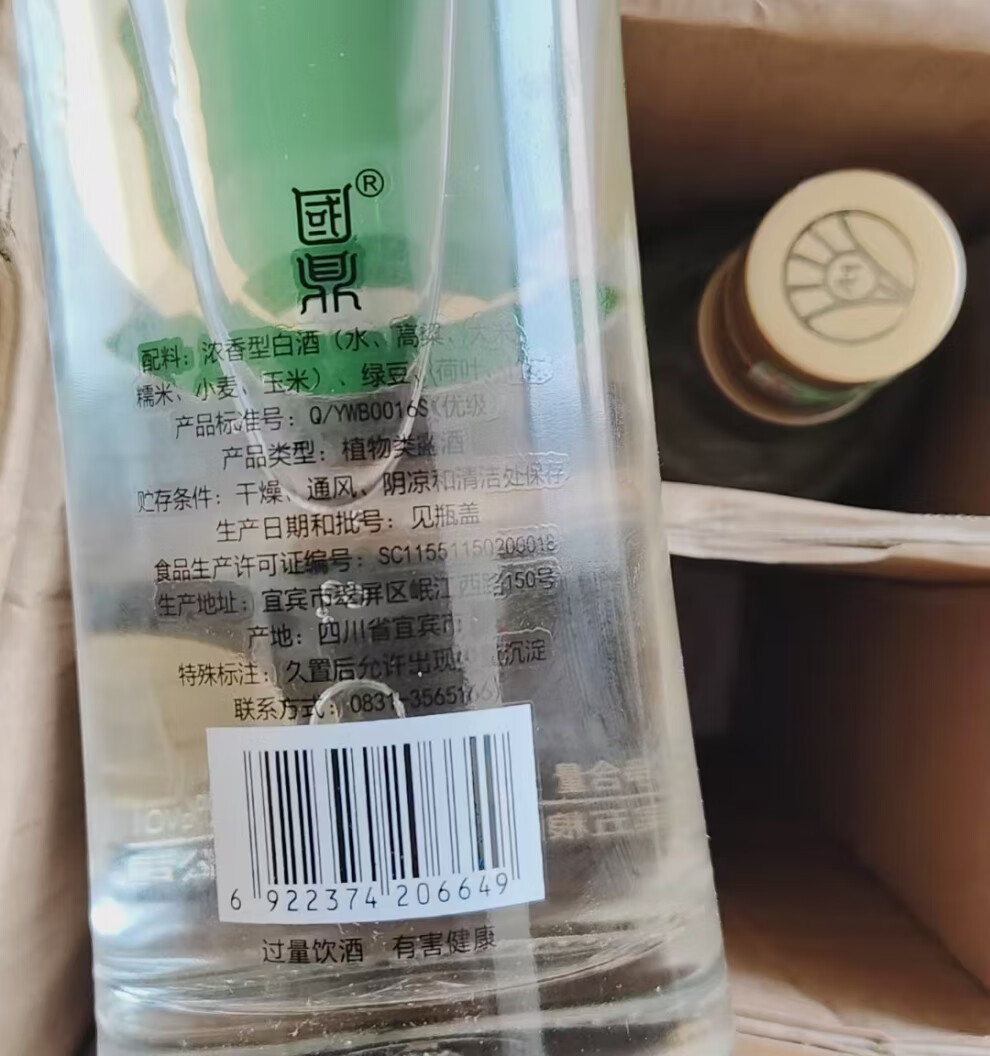 國鼎®
配料：浓香型白酒（水、高粱、大米、
糯米、小麦、玉米）、绿豆、荷叶、
产品标准号：Q/YWB0016S（优级）
产品类型：植物类露酒
贮存条件：干燥、通风、阴凉和清洁处保存
生产日期和批号：见瓶盖
食品生产许可证编号：SC11551150206018
生产地址：宜宾市翠屏区岷江西路150号
产地：四川省宜宾市
特殊标注：久置后允许出现 沉淀
联系方式：0831-3565166
6 922374 206649
过量饮酒 有害健康